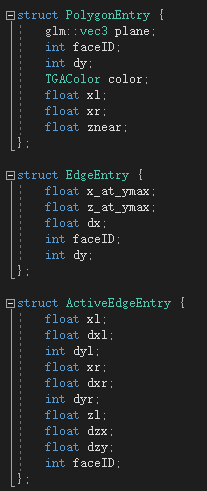 struct PolygonEntry {
glm::vec3 plane;
int faceID;
int dy;
TGAColor color;
float xl;
float xr;
float znear;
};
struct EdgeEntry {
float x_at_ymax;
float z_at_ymax;
float dx;
int faceID;
int dy;
};
struct ActiveEdgeEntry {
float xl;
float dxl;
int dyl;
float xr;
float dxr;
int dyr;
float zl;
float dzx;
float dzy;
int faceID;
};